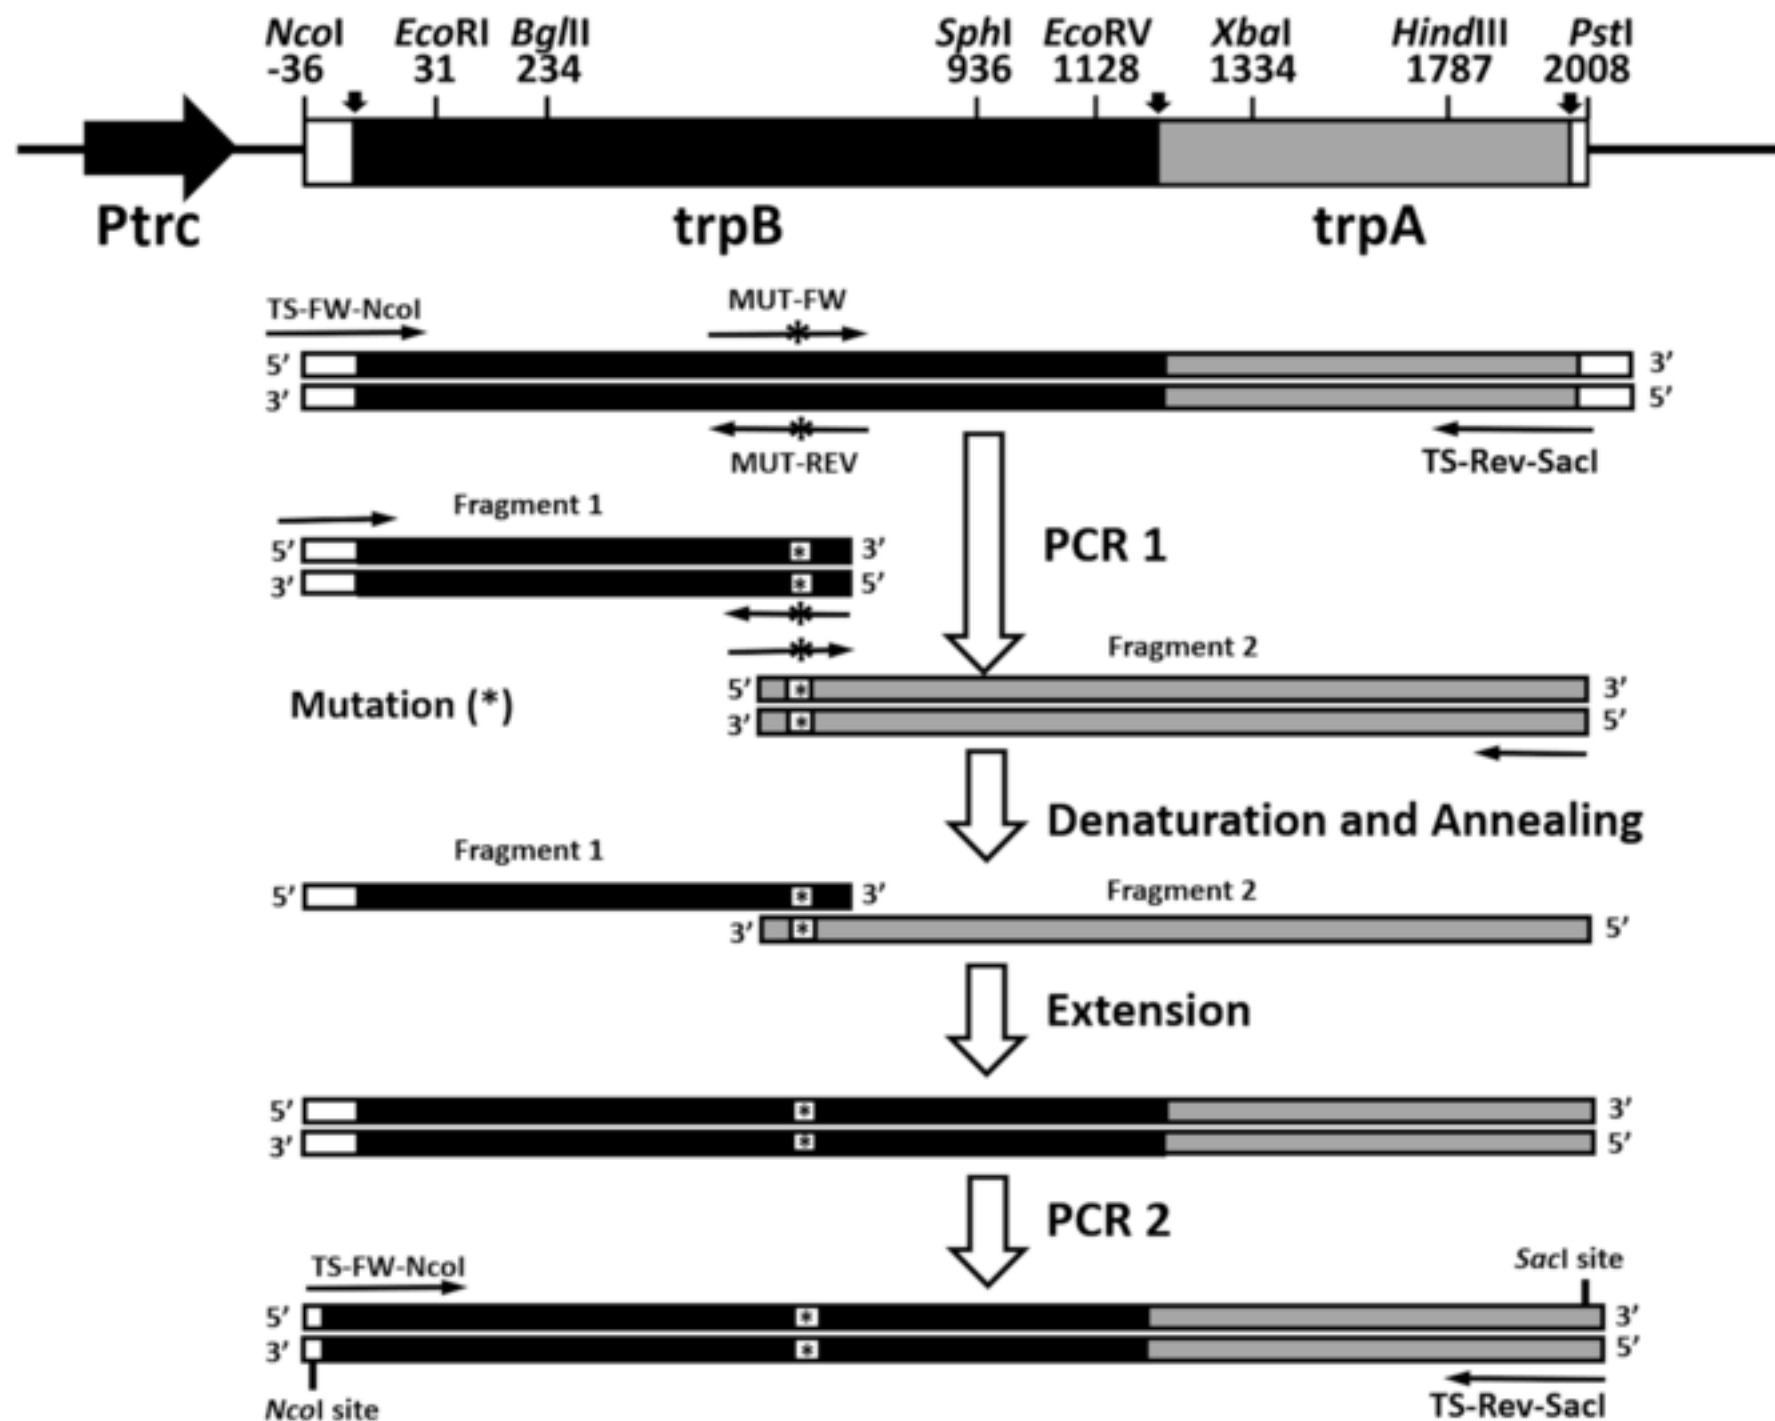 NcoI EcoRI BglII SphI EcoRV XbaI HindIII PstI
-36 31 234 936 1128 1334 1787 2008
Ptrc trpB trpA
TS-FW-NcoI MUT-FW
5’ 3’
3’ 5’
MUT-REV TS-Rev-SacI
Fragment 1
PCR 1
5’ * 3’
3’ * 5’
Fragment 2
Mutation (*)
5’ * 3’
3’ * 5’
Denaturation and Annealing
Fragment 1
5’ * 3’
Fragment 2
3’ * 5’
Extension
5’ * 3’
3’ * 5’
PCR 2
TS-FW-NcoI SacI site
5’ * 3’
3’ * 5’
NcoI site TS-Rev-SacI